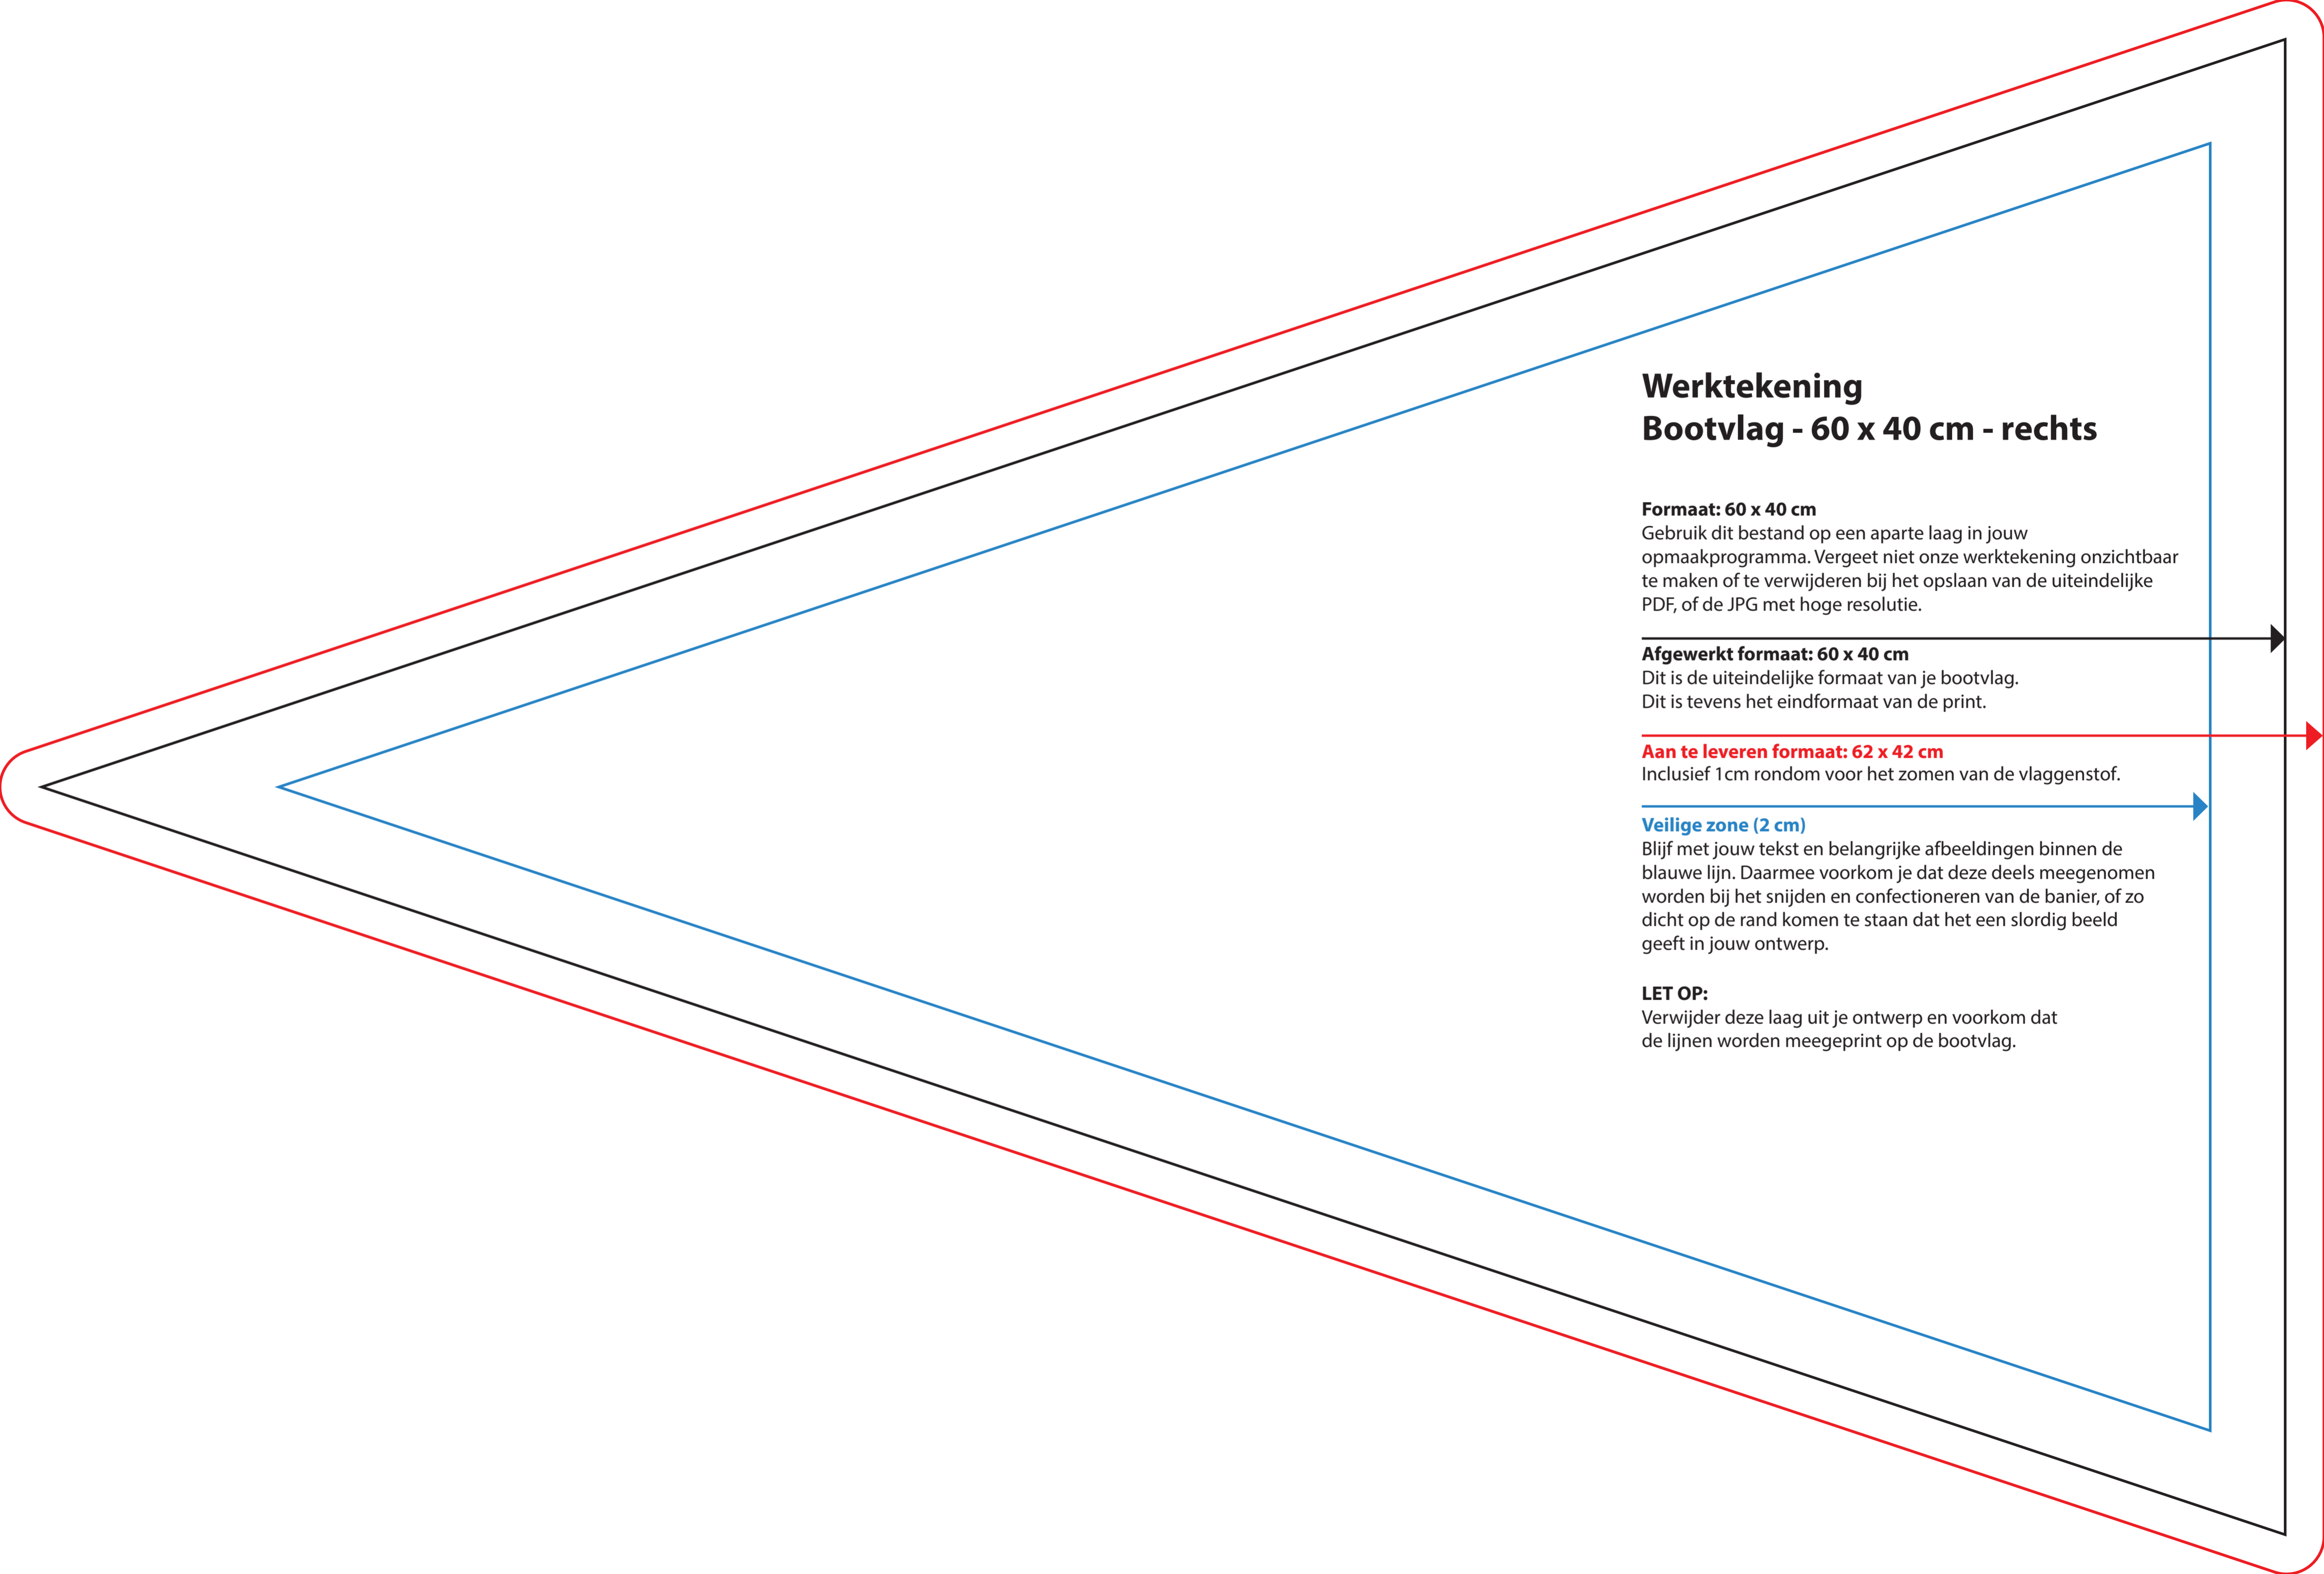 Werktekening
Bootvlag - 60 x 40 cm - rechts
Formaat: 60 x 40 cm
Gebruik dit bestand op een aparte laag in jouw
opmaakprogramma. Vergeet niet onze werktekening onzichtbaar
te maken of te verwijderen bij het opslaan van de uiteindelijke
PDF, of de JPG met hoge resolutie.
Afgewerkt formaat: 60 x 40 cm
Dit is de uiteindelijke formaat van je bootvlag.
Dit is tevens het eindformaat van de print.
Aan te leveren formaat: 62 x 42 cm
Inclusief 1cm rondom voor het zomen van de vlaggenstof.
Veilige zone (2 cm)
Blijf met jouw tekst en belangrijke afbeeldingen binnen de
blauwe lijn. Daarmee voorkom je dat deze deels meegenomen
worden bij het snijden en confectioneren van de banier, of zo
dicht op de rand komen te staan dat het een slordig beeld
geeft in jouw ontwerp.
LET OP:
Verwijder deze laag uit je ontwerp en voorkom dat
de lijnen worden meegeprint op de bootvlag.